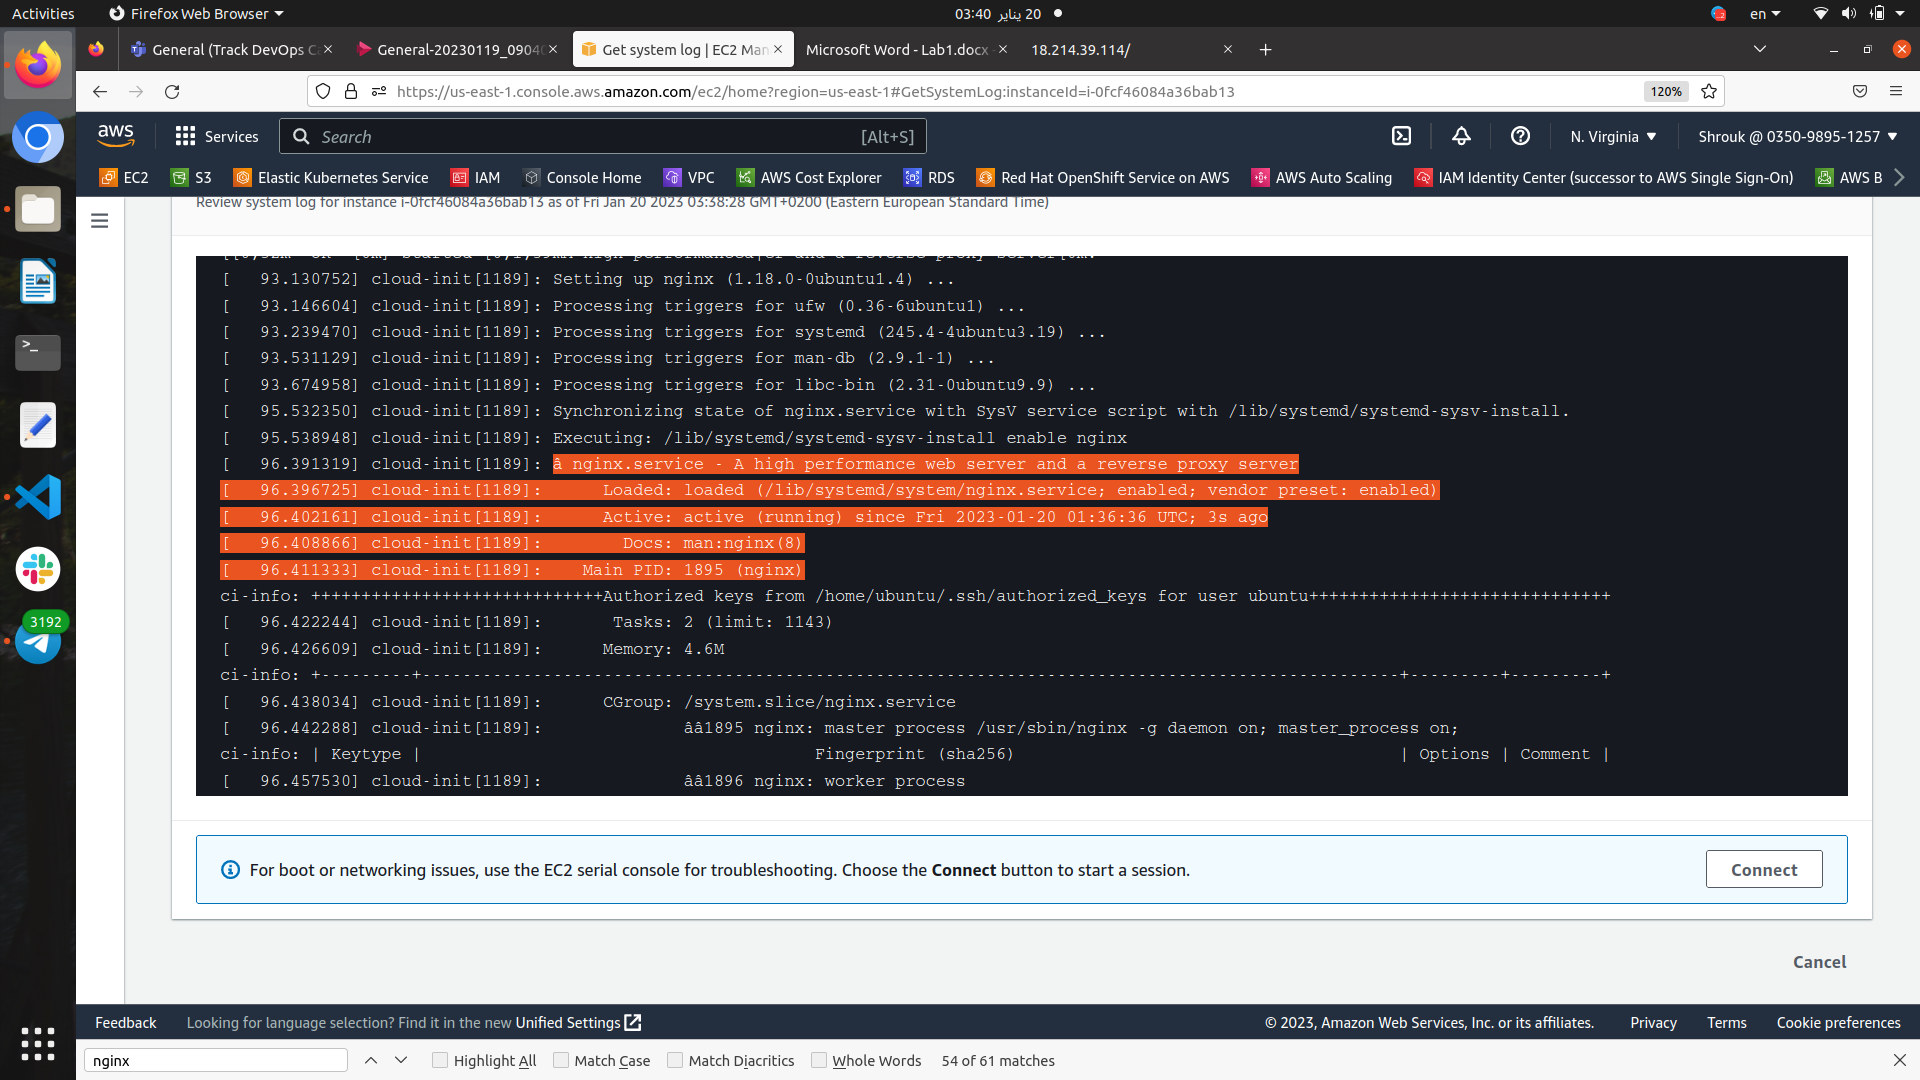 Activities Firefox Web Browser 03:40 يناير 20 en
General (Track DevOps C General-20230119_0904 Get system log | EC2 Man Microsoft Word - Lab1.docx - 18.214.39.114/
https://us-east-1.console.aws.amazon.com/ec2/home?region=us-east-1#GetSystemLog:instanceId=i-0fcf46084a36bab13 120%
aws Services Search [Alt+S] N. Virginia Shrouk @ 0350-9895-1257
EC2 S3 Elastic Kubernetes Service IAM Console Home VPC AWS Cost Explorer RDS Red Hat OpenShift Service on AWS AWS Auto Scaling IAM Identity Center (successor to AWS Single Sign-On) AWS B
Review system log for instance i-0fcf46084a36bab13 as of Fri Jan 20 2023 03:38:28 GMT+0200 (Eastern European Standard Time)
[ 93.130752] cloud-init[1189]: Setting up nginx (1.18.0-0ubuntu1.4) ...
[ 93.146604] cloud-init[1189]: Processing triggers for ufw (0.36-6ubuntu1) ...
[ 93.239470] cloud-init[1189]: Processing triggers for systemd (245.4-4ubuntu3.19) ...
[ 93.531129] cloud-init[1189]: Processing triggers for man-db (2.9.1-1) ...
[ 93.674958] cloud-init[1189]: Processing triggers for libc-bin (2.31-0ubuntu9.9) ...
[ 95.532350] cloud-init[1189]: Synchronizing state of nginx.service with SysV service script with /lib/systemd/systemd-sysv-install.
[ 95.538948] cloud-init[1189]: Executing: /lib/systemd/systemd-sysv-install enable nginx
[ 96.391319] cloud-init[1189]: â nginx.service - A high performance web server and a reverse proxy server
[ 96.396725] cloud-init[1189]: Loaded: loaded (/lib/systemd/system/nginx.service; enabled; vendor preset: enabled)
[ 96.402161] cloud-init[1189]: Active: active (running) since Fri 2023-01-20 01:36:36 UTC; 3s ago
[ 96.408866] cloud-init[1189]: Docs: man:nginx(8)
[ 96.411333] cloud-init[1189]: Main PID: 1895 (nginx)
ci-info: +++++++++++++++++++++++++++++Authorized keys from /home/ubuntu/.ssh/authorized_keys for user ubuntu++++++++++++++++++++++++++++++
[ 96.422244] cloud-init[1189]: Tasks: 2 (limit: 1143)
[ 96.426609] cloud-init[1189]: Memory: 4.6M
ci-info: +---------+-------------------------------------------------------------------------------------------------+---------+---------+
[ 96.438034] cloud-init[1189]: CGroup: /system.slice/nginx.service
[ 96.442288] cloud-init[1189]: ââ1895 nginx: master process /usr/sbin/nginx -g daemon on; master_process on;
ci-info: | Keytype | Fingerprint (sha256) | Options | Comment |
[ 96.457530] cloud-init[1189]: ââ1896 nginx: worker process
3192
For boot or networking issues, use the EC2 serial console for troubleshooting. Choose the Connect button to start a session. Connect
Cancel
Feedback Looking for language selection? Find it in the new Unified Settings © 2023, Amazon Web Services, Inc. or its affiliates. Privacy Terms Cookie preferences
nginx Highlight All Match Case Match Diacritics Whole Words 54 of 61 matches